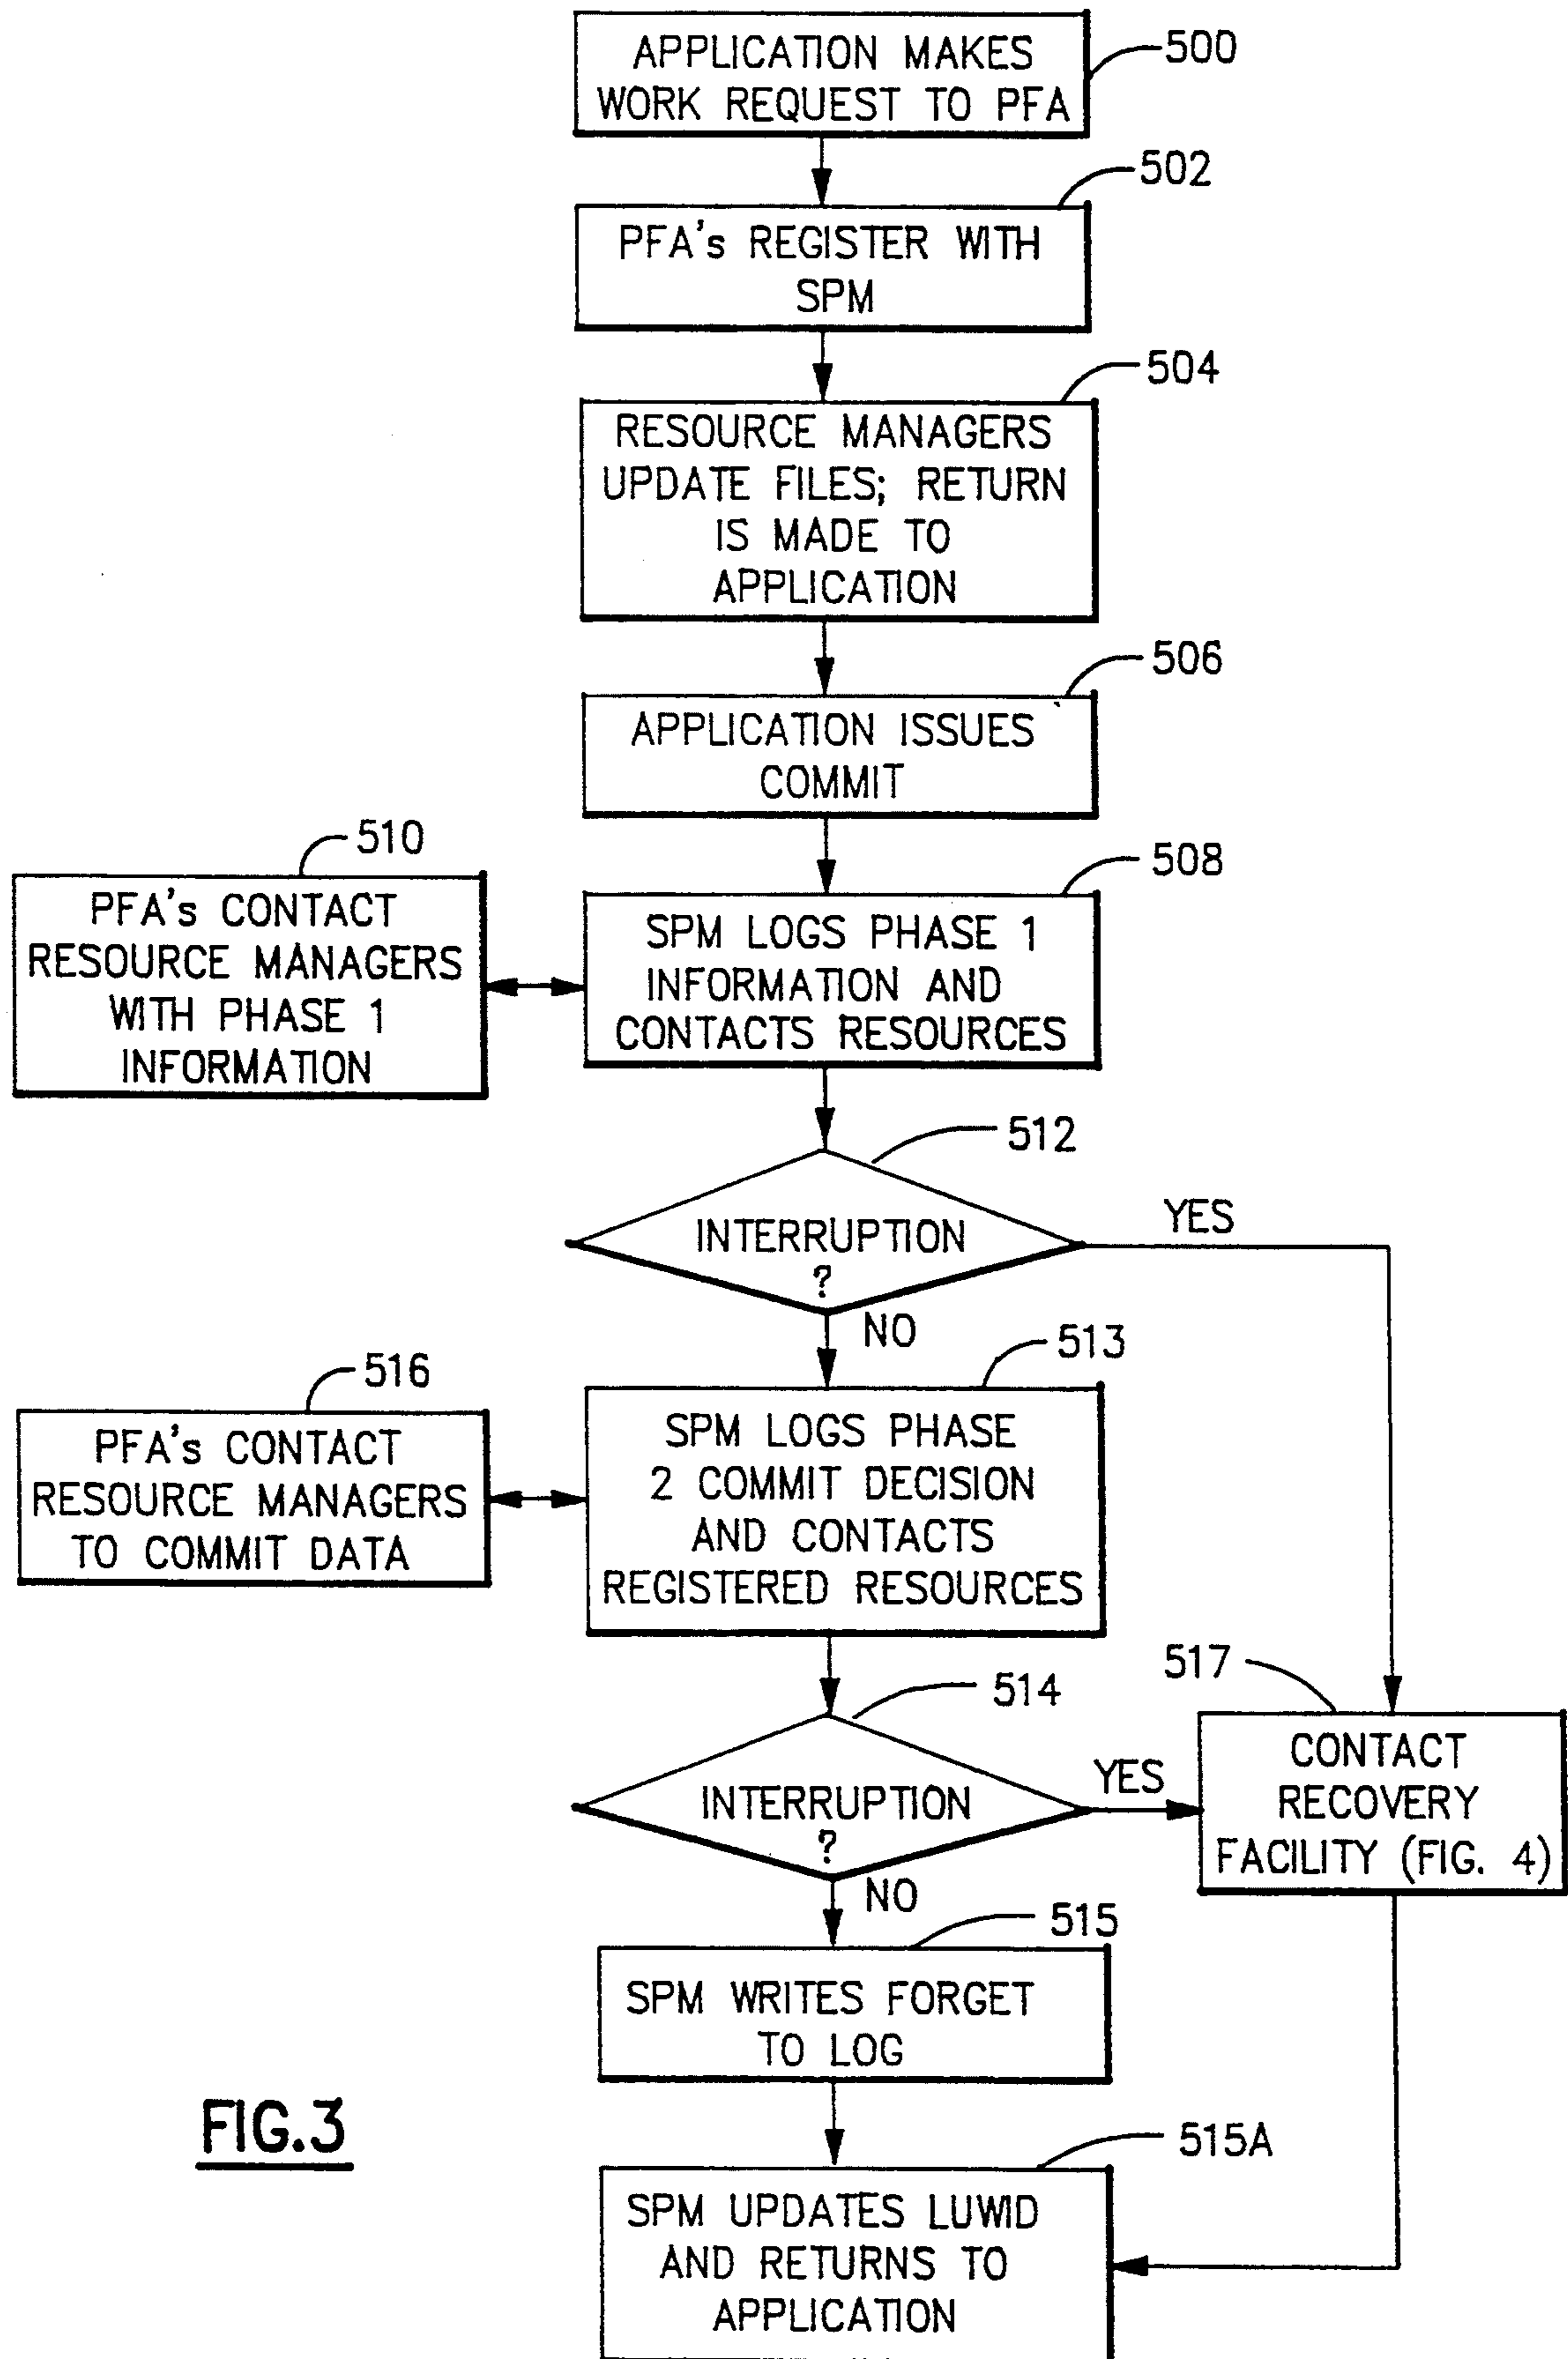 APPLICATION MAKES
WORK REQUEST TO PFA
500
502
PFA's REGISTER WITH
SPM
504
RESOURCE MANAGERS
UPDATE FILES; RETURN
IS MADE TO
APPLICATION
506
APPLICATION ISSUES
COMMIT
510
PFA's CONTACT
RESOURCE MANAGERS
WITH PHASE 1
INFORMATION
508
SPM LOGS PHASE 1
INFORMATION AND
CONTACTS RESOURCES
512
INTERRUPTION
?
YES
NO
513
516
PFA's CONTACT
RESOURCE MANAGERS
TO COMMIT DATA
SPM LOGS PHASE
2 COMMIT DECISION
AND CONTACTS
REGISTERED RESOURCES
514
INTERRUPTION
?
YES
NO
517
CONTACT
RECOVERY
FACILITY (FIG. 4)
515
SPM WRITES FORGET
TO LOG
515A
SPM UPDATES LUWID
AND RETURNS TO
APPLICATION
FIG.3